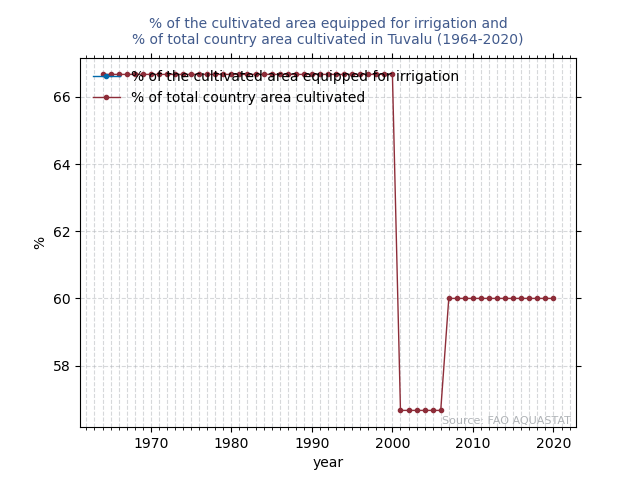 % of the cultivated area equipped for irrigation and
% of total country area cultivated in Tuvalu (1964-2020)
% of the cultivated area equipped for irrigation
% of total country area cultivated
66
64
62
60
58
%
1970 1980 1990 2000 2010 2020
year
Source: FAO AQUASTAT